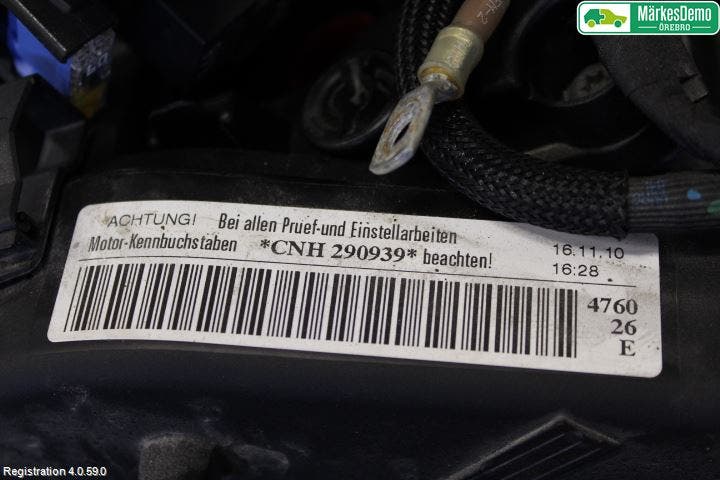 MärkesDemo
ÖREBRO
ACHTUNG! Bei allen Pruef-und Einstellarbeiten 16.11.10
Motor-Kennbuchstaben *CNH 290939* beachten! 16:28
4760
26
E
Registration 4.0.59.0